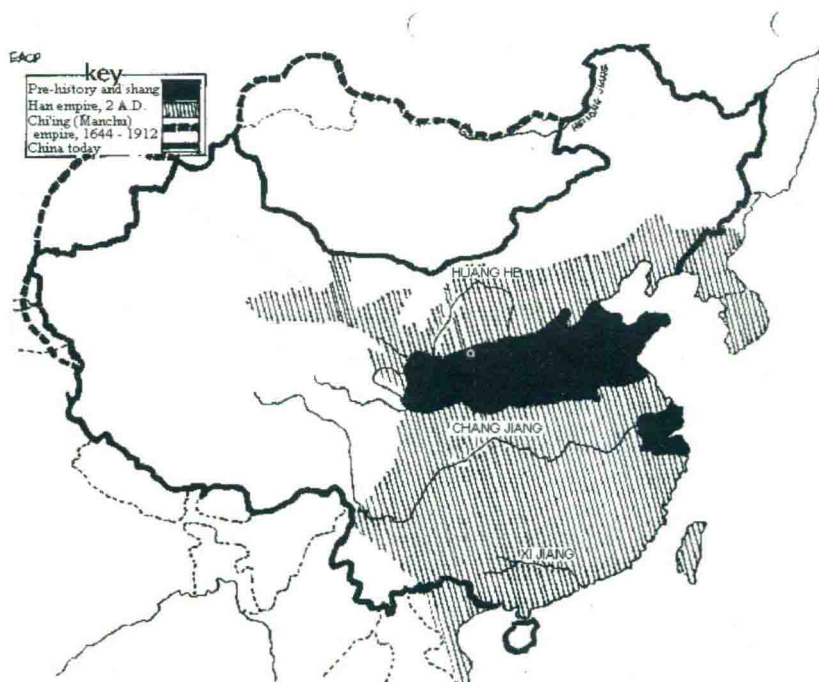 EACP
key
Pre-history and shang
Han empire, 2 A.D.
Chi'ing (Manchu)
empire, 1644 - 1912
China today
HUANG HE
CHANG JIANG
XI JIANG